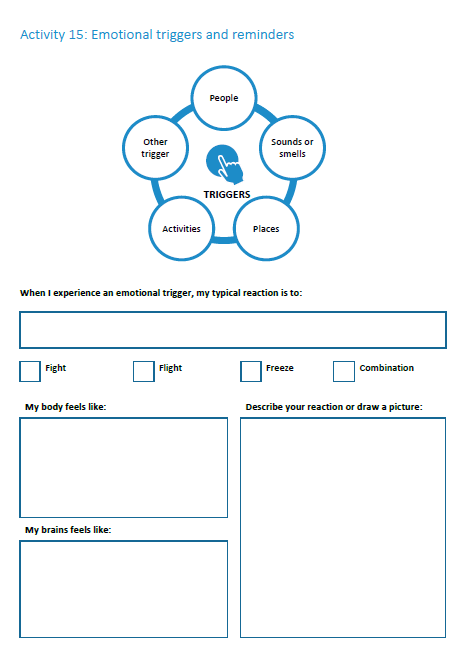 Activity 15: Emotional triggers and reminders
People
Other
trigger
Sounds or
smells
TRIGGERS
Activities
Places
When I experience an emotional trigger, my typical reaction is to:
Fight
Flight
Freeze
Combination
My body feels like:
Describe your reaction or draw a picture:
My brains feels like: